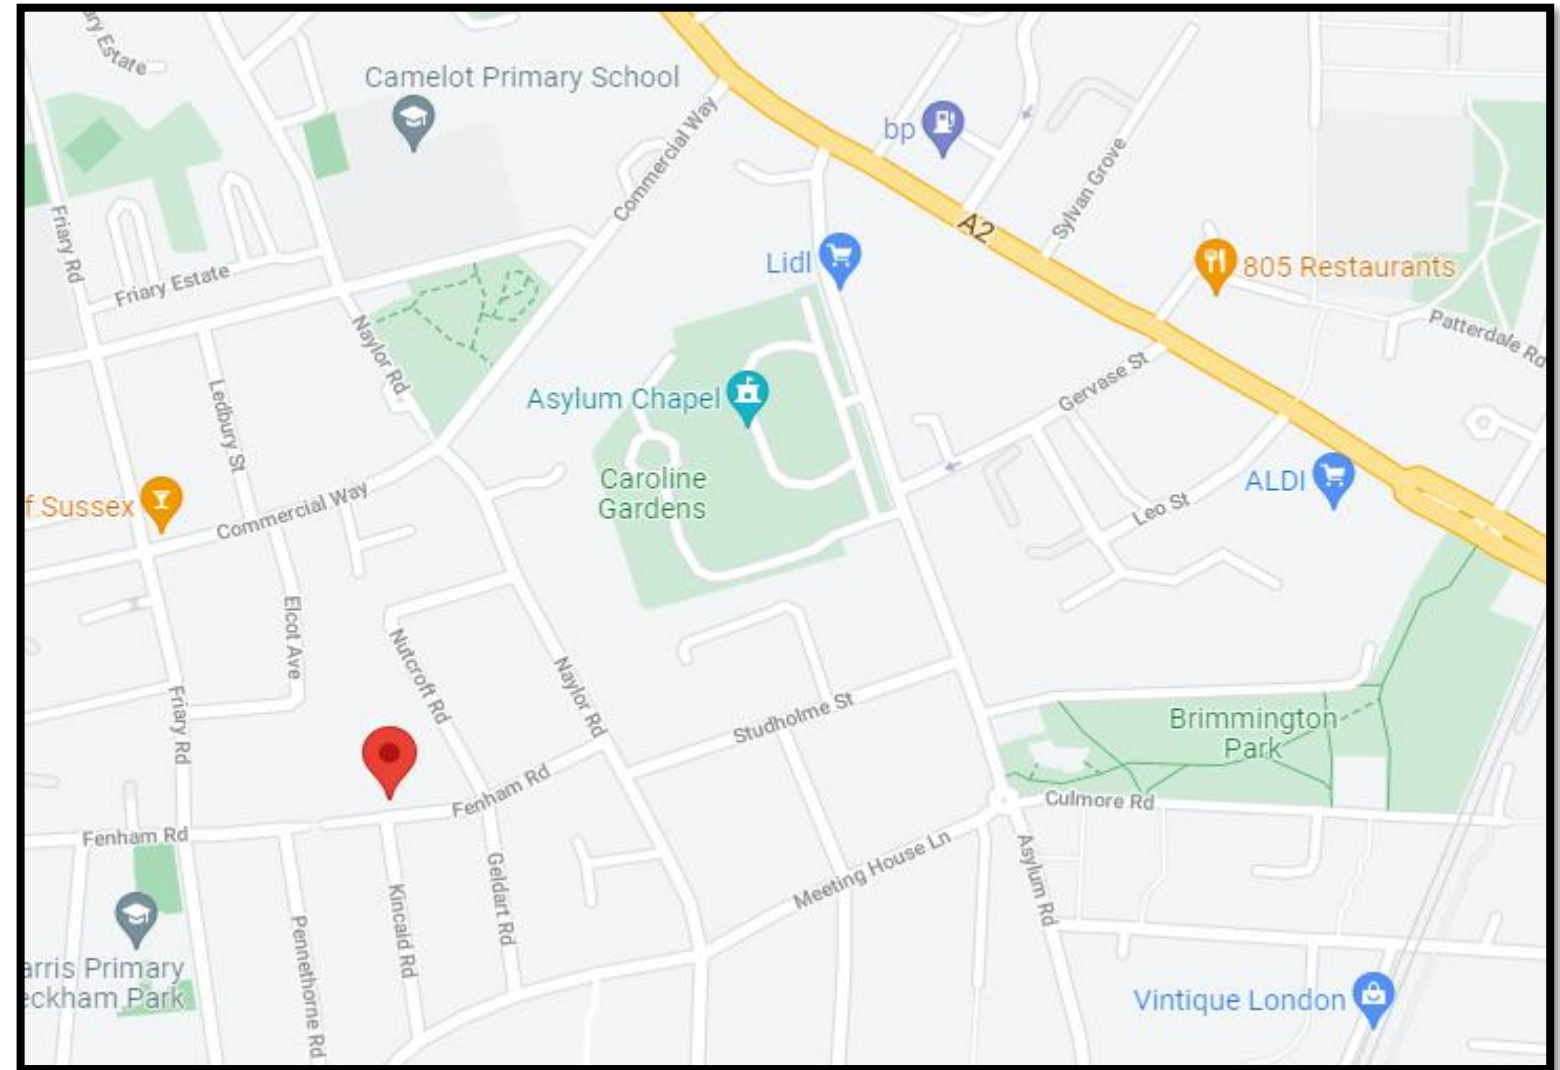 Estate
Camelot Primary School
Commercial Way
bp
Sylvan Grove
A2
Friary Rd
Friary Estate
Lidl
805 Restaurants
Patterdale Rd
Naylor Rd
Ledbury St
Asylum Chapel
Gervase St
Caroline
Gardens
f Sussex
Commercial Way
ALDI
Leo St
Elcot Ave
Nutcroft Rd
Naylor Rd
Friary Rd
Studholme St
Brimmington
Park
Fenham Rd
Culmore Rd
Fenham Rd
Meeting House Ln
Asylum Rd
Geldart Rd
Kincaid Rd
Pennethorne Rd
arris Primary
eckham Park
Vintique London